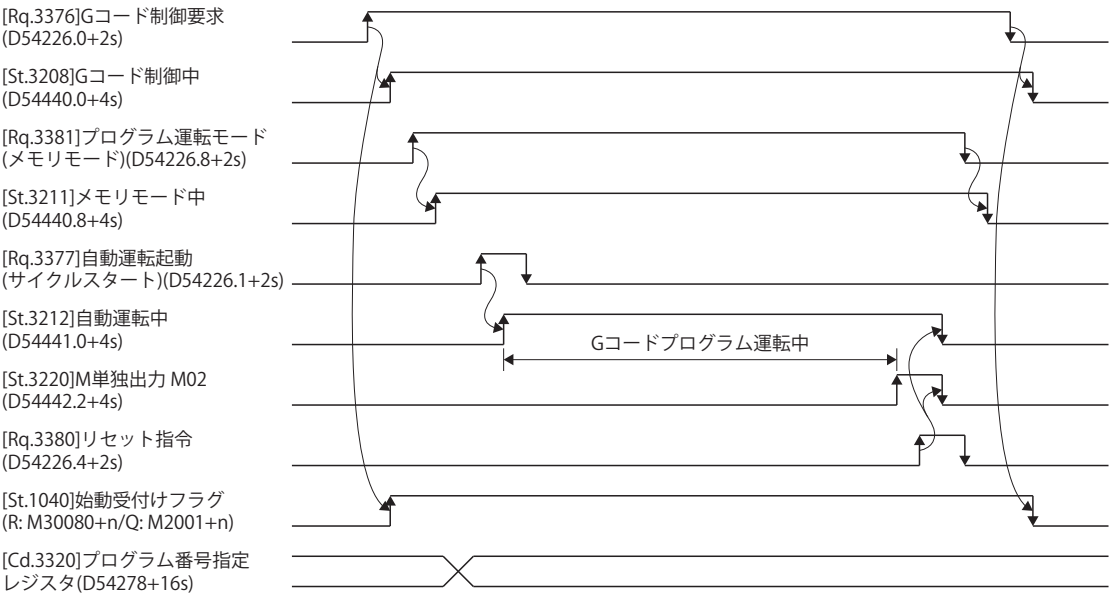 [Rq.3376]Gコード制御要求
(D54226.0+2s)
[St.3208]Gコード制御中
(D54440.0+4s)
[Rq.3381]プログラム運転モード
(メモリモード)(D54226.8+2s)
[St.3211]メモリモード中
(D54440.8+4s)
[Rq.3377]自動運転起動
(サイクルスタート)(D54226.1+2s)
[St.3212]自動運転中
(D54441.0+4s)
Gコードプログラム運転中
[St.3220]M単独出力 M02
(D54442.2+4s)
[Rq.3380]リセット指令
(D54226.4+2s)
[St.1040]始動受付けフラグ
(R: M30080+n/Q: M2001+n)
[Cd.3320]プログラム番号指定
レジスタ(D54278+16s)